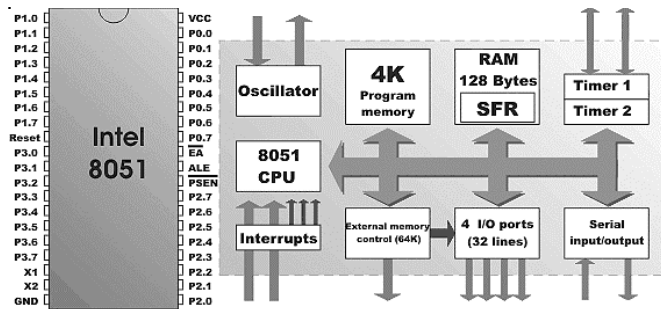 P1.0
P1.1
P1.2
P1.3
P1.4
P1.5
P1.6
P1.7
Reset
P3.0
P3.1
P3.2
P3.3
P3.4
P3.5
P3.6
P3.7
X1
X2
GND
Intel
8051
VCC
P0.0
P0.1
P0.2
P0.3
P0.4
P0.5
P0.6
P0.7
EA
ALE
PSEN
P2.7
P2.6
P2.5
P2.4
P2.3
P2.2
P2.1
P2.0
Oscillator
4K
Program
memory
RAM
128 Bytes
SFR
Timer 1
Timer 2
8051
CPU
Interrupts
External memory
control (64K)
4 I/O ports
(32 lines)
Serial
input/output